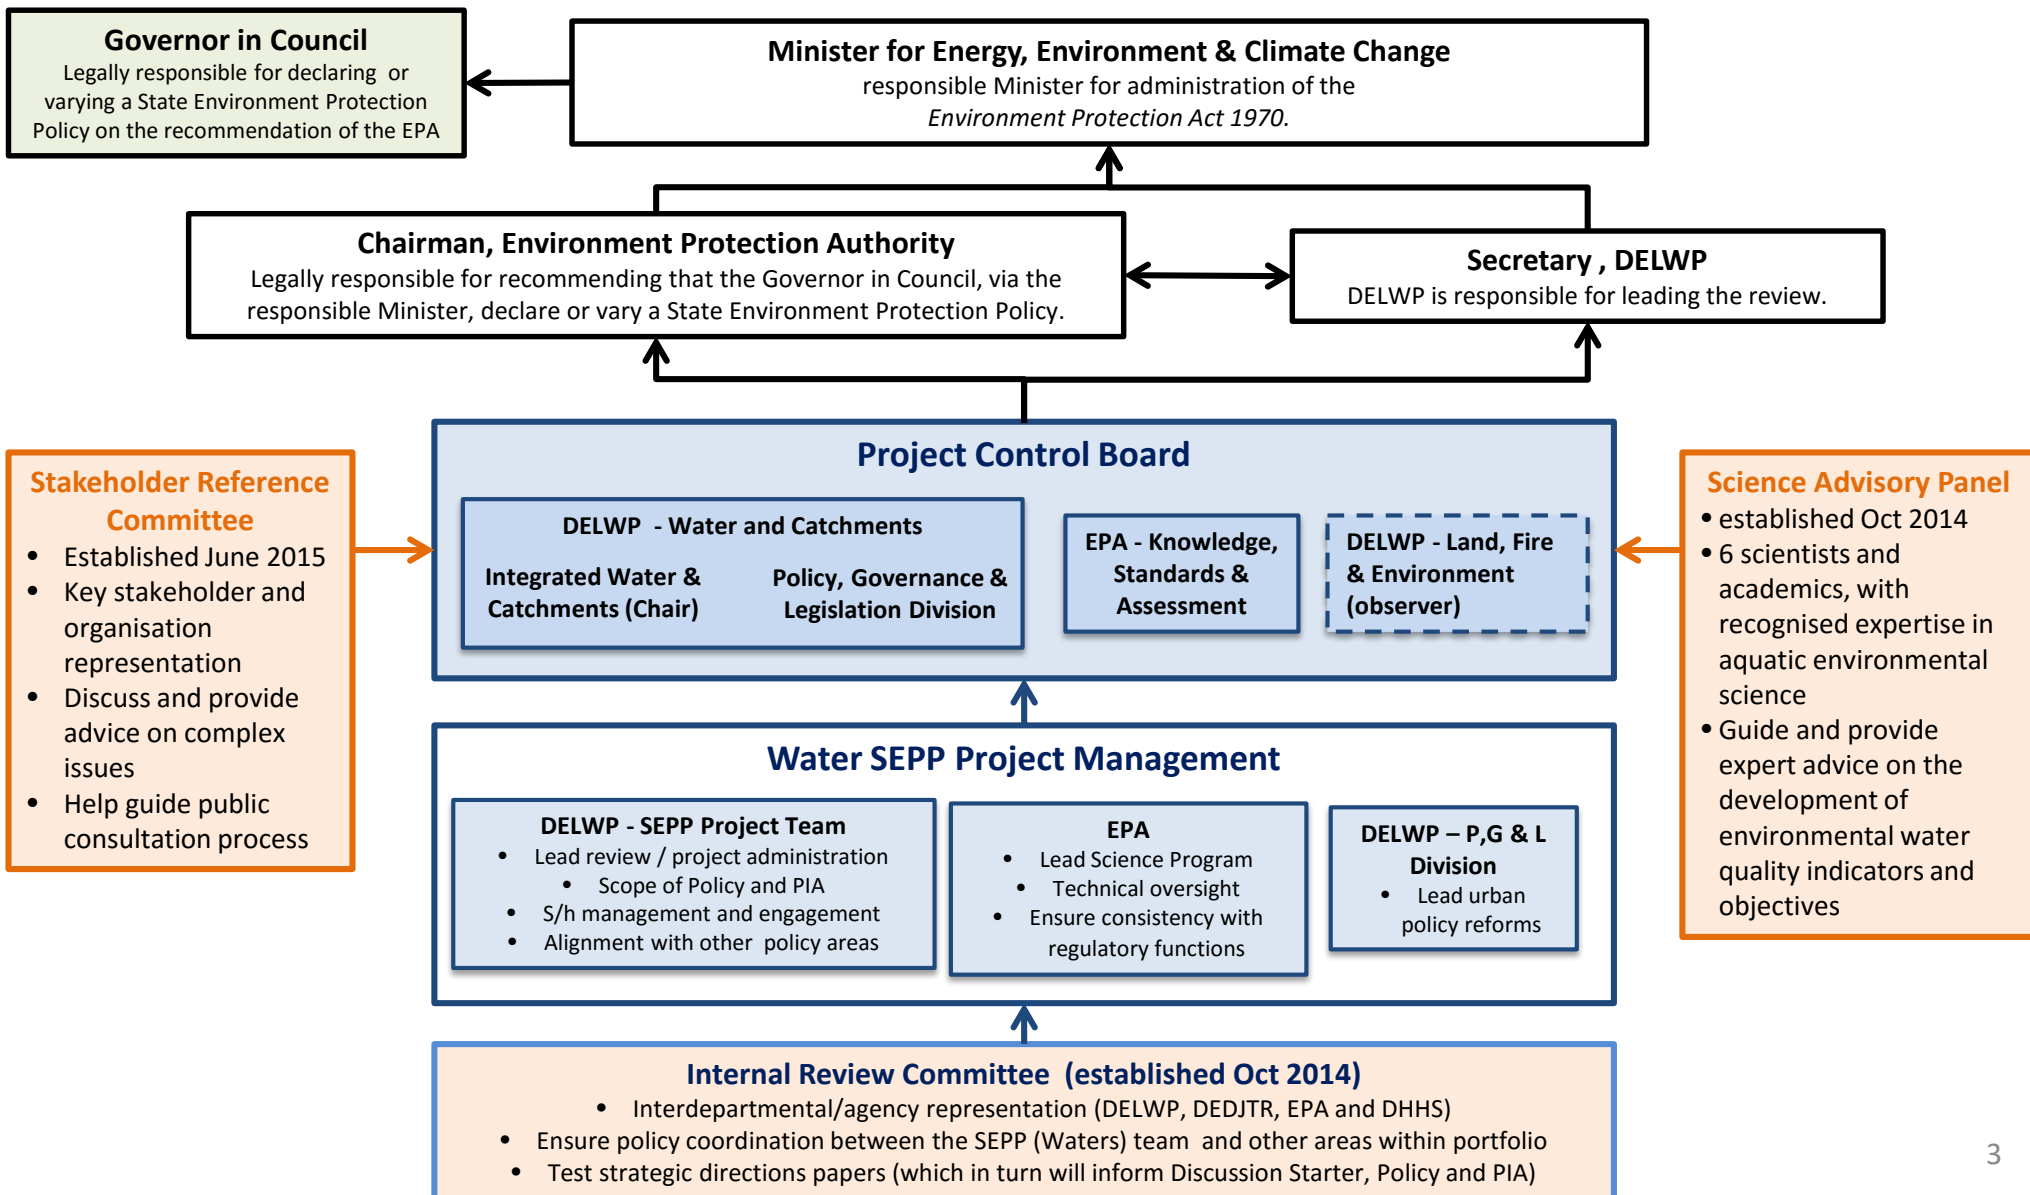 Governor in Council
Legally responsible for declaring or
varying a State Environment Protection
Policy on the recommendation of the EPA
Minister for Energy, Environment & Climate Change
responsible Minister for administration of the
Environment Protection Act 1970.
Chairman, Environment Protection Authority
Legally responsible for recommending that the Governor in Council, via the
responsible Minister, declare or vary a State Environment Protection Policy.
Secretary , DELWP
DELWP is responsible for leading the review.
Stakeholder Reference
Committee
• Established June 2015
• Key stakeholder and
organisation
representation
• Discuss and provide
advice on complex
issues
• Help guide public
consultation process
Project Control Board
DELWP - Water and Catchments
Integrated Water &
Catchments (Chair)
Policy, Governance &
Legislation Division
EPA - Knowledge,
Standards &
Assessment
DELWP - Land, Fire
& Environment
(observer)
Science Advisory Panel
• established Oct 2014
• 6 scientists and
academics, with
recognised expertise in
aquatic environmental
science
• Guide and provide
expert advice on the
development of
environmental water
quality indicators and
objectives
Water SEPP Project Management
DELWP - SEPP Project Team
• Lead review / project administration
• Scope of Policy and PIA
• S/h management and engagement
• Alignment with other policy areas
EPA
• Lead Science Program
• Technical oversight
• Ensure consistency with
regulatory functions
DELWP – P,G & L
Division
• Lead urban
policy reforms
Internal Review Committee (established Oct 2014)
• Interdepartmental/agency representation (DELWP, DEDJTR, EPA and DHHS)
• Ensure policy coordination between the SEPP (Waters) team and other areas within portfolio
• Test strategic directions papers (which in turn will inform Discussion Starter, Policy and PIA)
3